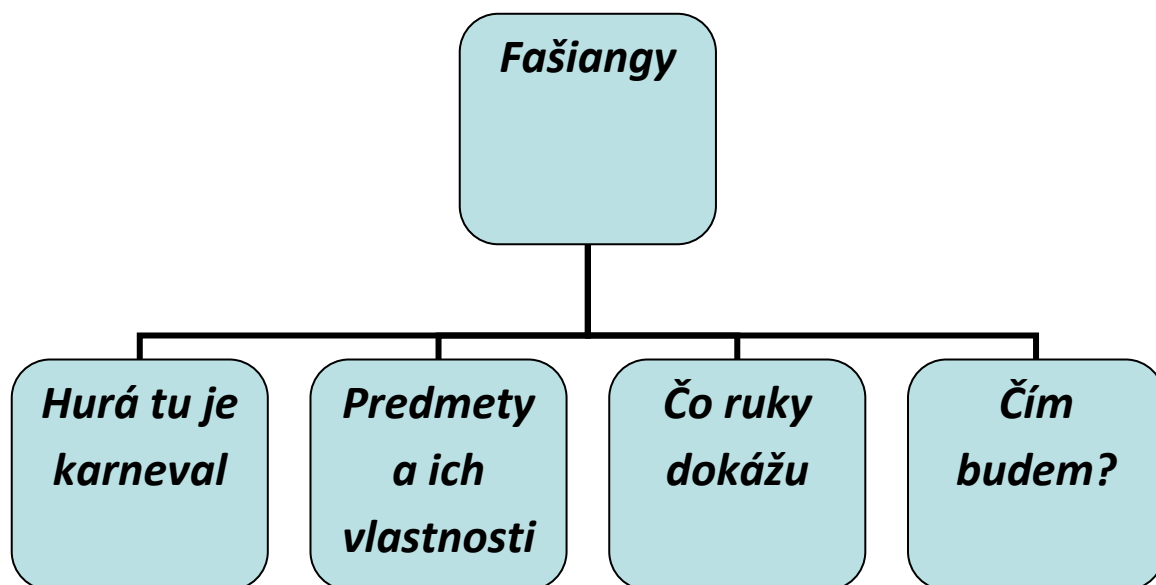 Fašiangy
Hurá tu je
karneval
Predmety
a ich
vlastnosti
Čo ruky
dokážu
Čím
budem?